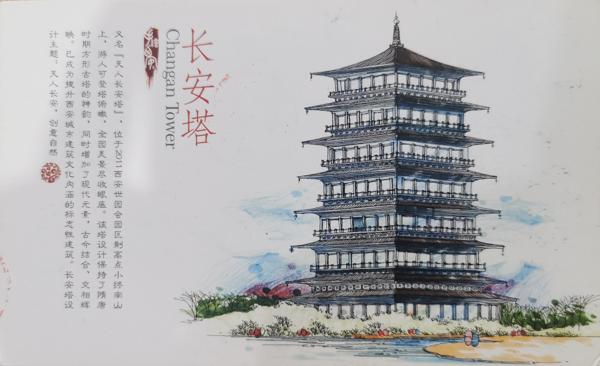 长安塔
Changan Tower
又名『天人长安塔』，位于2011西安世园会园区制高点小终南山
上，游人可登塔俯瞰，全园美景尽收眼底。该塔设计保持了隋唐
时期方形古塔的神韵，同时增加了现代元素，古今结合，交相辉
映。已成为提升西安城市建筑文化内涵的标志性建筑。长安塔设
计主题：天人长安，创意自然